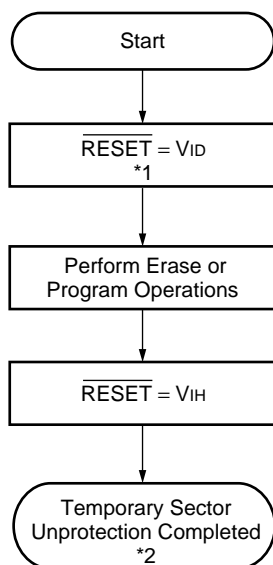 Start
RESET = VID
*1
Perform Erase or
Program Operations
RESET = VIH
Temporary Sector
Unprotection Completed
*2